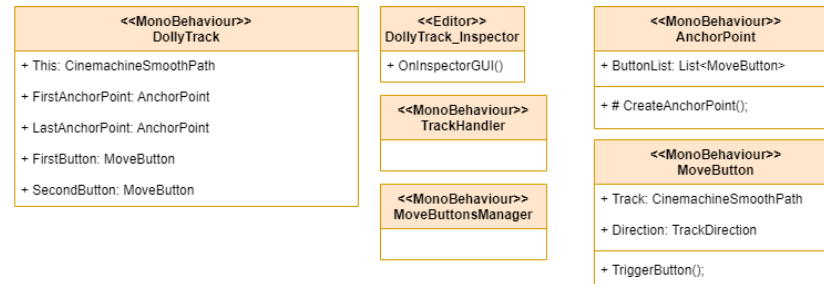 <<MonoBehaviour>>
DollyTrack
+ This: CinemachineSmoothPath
+ FirstAnchorPoint: AnchorPoint
+ LastAnchorPoint: AnchorPoint
+ FirstButton: MoveButton
+ SecondButton: MoveButton
<<Editor>>
DollyTrack_Inspector
+ OnInspectorGUI()
<<MonoBehaviour>>
TrackHandler
<<MonoBehaviour>>
MoveButtonsManager
<<MonoBehaviour>>
AnchorPoint
+ ButtonList: List<MoveButton>
+ # CreateAnchorPoint();
<<MonoBehaviour>>
MoveButton
+ Track: CinemachineSmoothPath
+ Direction: TrackDirection
+ TriggerButton();